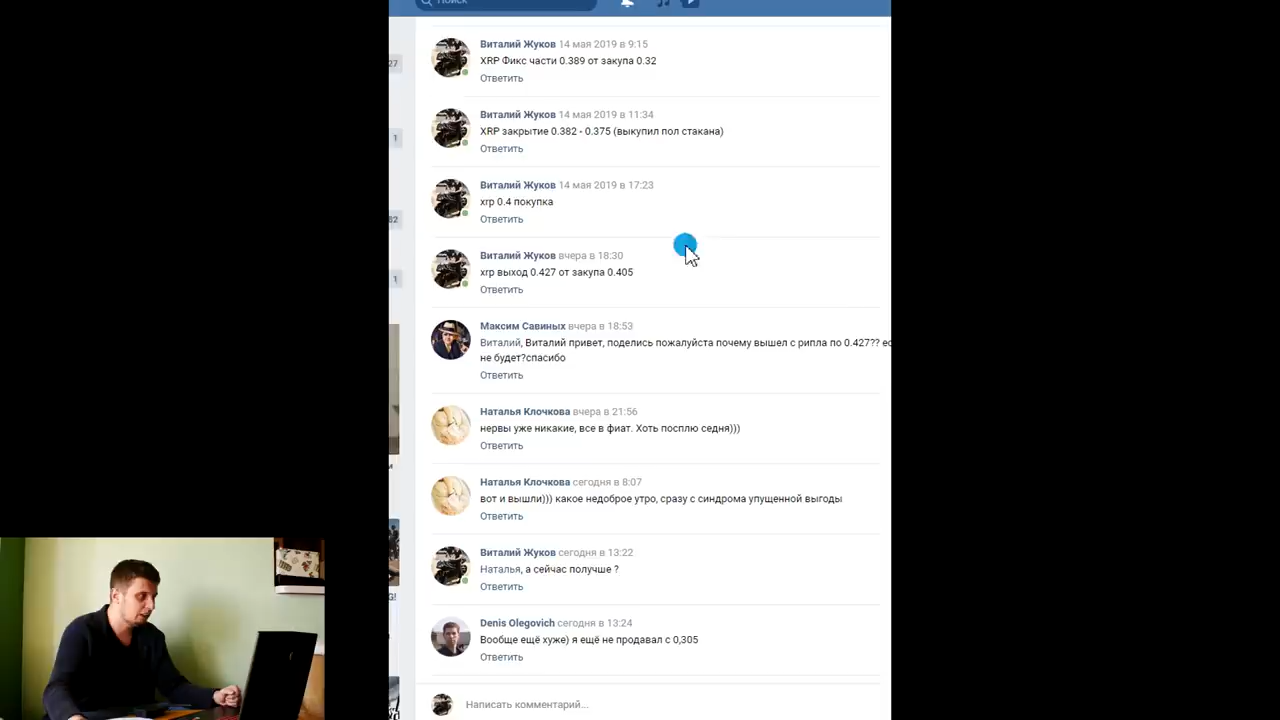 Поиск
Виталий Жуков 14 мая 2019 в 9:15
XRP Фикс части 0.389 от закупа 0.32
Ответить
27
Виталий Жуков 14 мая 2019 в 11:34
XRP закрытие 0.382 - 0.375 (выкупил пол стакана)
Ответить
1
Виталий Жуков 14 мая 2019 в 17:23
xrp 0.4 покупка
Ответить
62
Виталий Жуков вчера в 18:30
xrp выход 0.427 от закупа 0.405
Ответить
1
Максим Савиных вчера в 18:53
Виталий, Виталий привет, поделись пожалуйста почему вышел с рипла по 0.427??
не будет?спасибо
Ответить
Наталья Клочкова вчера в 21:56
нервы уже никакие, все в фиат. Хоть посплю седня)))
Ответить
Наталья Клочкова сегодня в 8:07
вот и вышли))) какое недоброе утро, сразу с синдрома упущенной выгоды
Ответить
Виталий Жуков сегодня в 13:22
Наталья, а сейчас получше ?
Ответить
Denis Olegovich сегодня в 13:24
Вообще ещё хуже) я ещё не продавал с 0,305
Ответить
Написать комментарий...